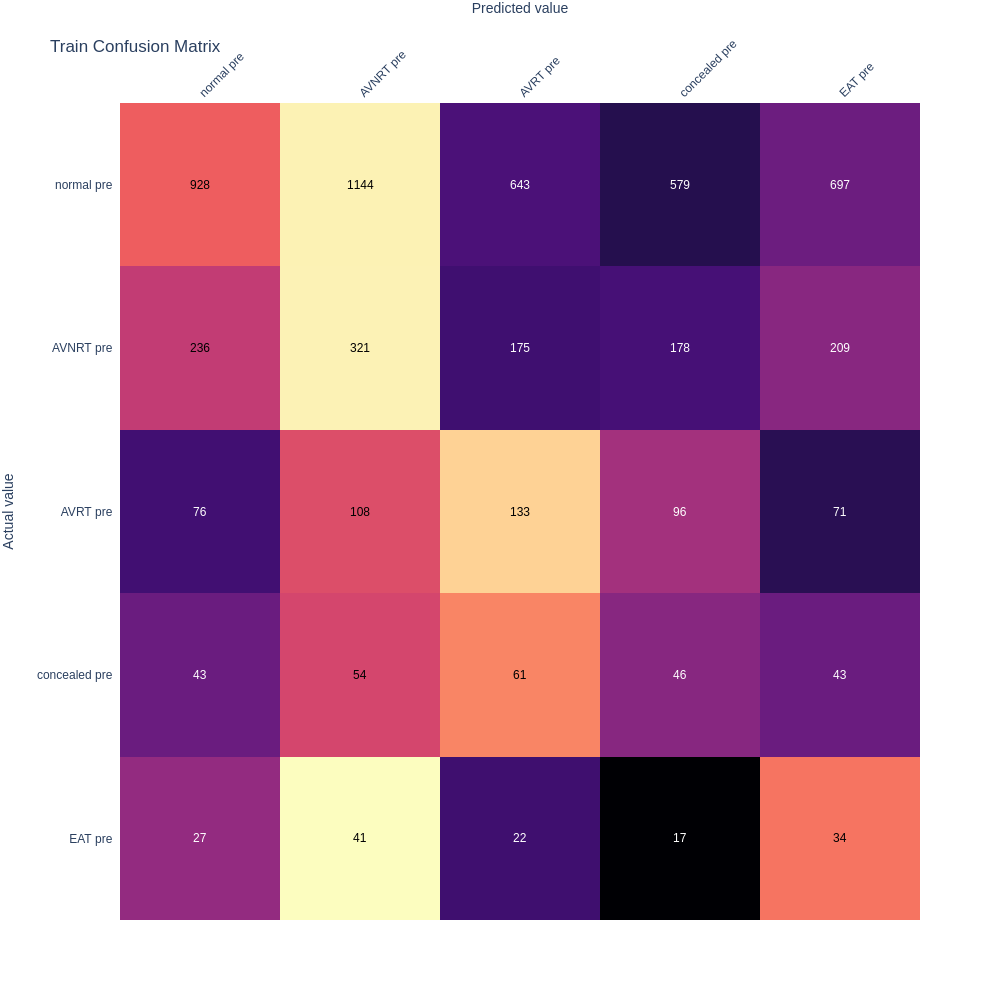 Predicted value
Train Confusion Matrix
normal pre AVNRT pre AVRT pre concealed pre EAT pre
normal pre 928 1144 643 579 697
AVNRT pre 236 321 175 178 209
AVRT pre 76 108 133 96 71
concealed pre 43 54 61 46 43
EAT pre 27 41 22 17 34
Actual value